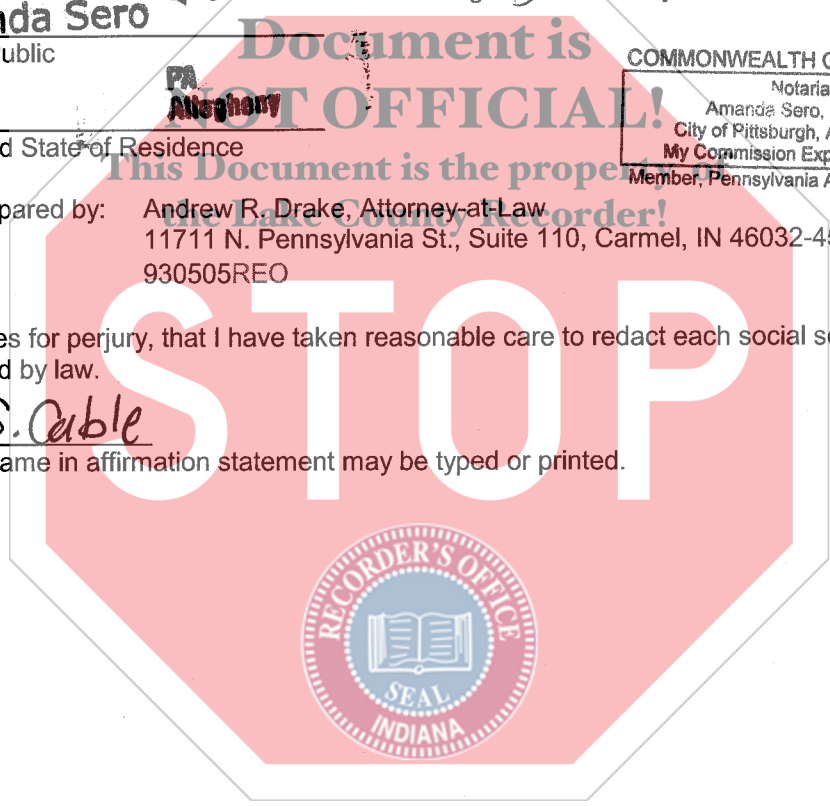 nda Sero
Document is
ublic
COMMONWEALTH O
PA
Notaria
Allegheny
NOT OFFICIAL!
Amanda Sero,
City of Pittsburgh, A
d State of Residence
My Commission Exp
This Document is the property of
Member, Pennsylvania A
pared by: Andrew R. Drake, Attorney-at-Law
the Lake County Recorder!
11711 N. Pennsylvania St., Suite 110, Carmel, IN 46032-45
930505REO
es for perjury, that I have taken reasonable care to redact each social se
d by law.
S. Cable
ame in affirmation statement may be typed or printed.
STOP
RECORDER'S OFFICE
SEAL
INDIANA